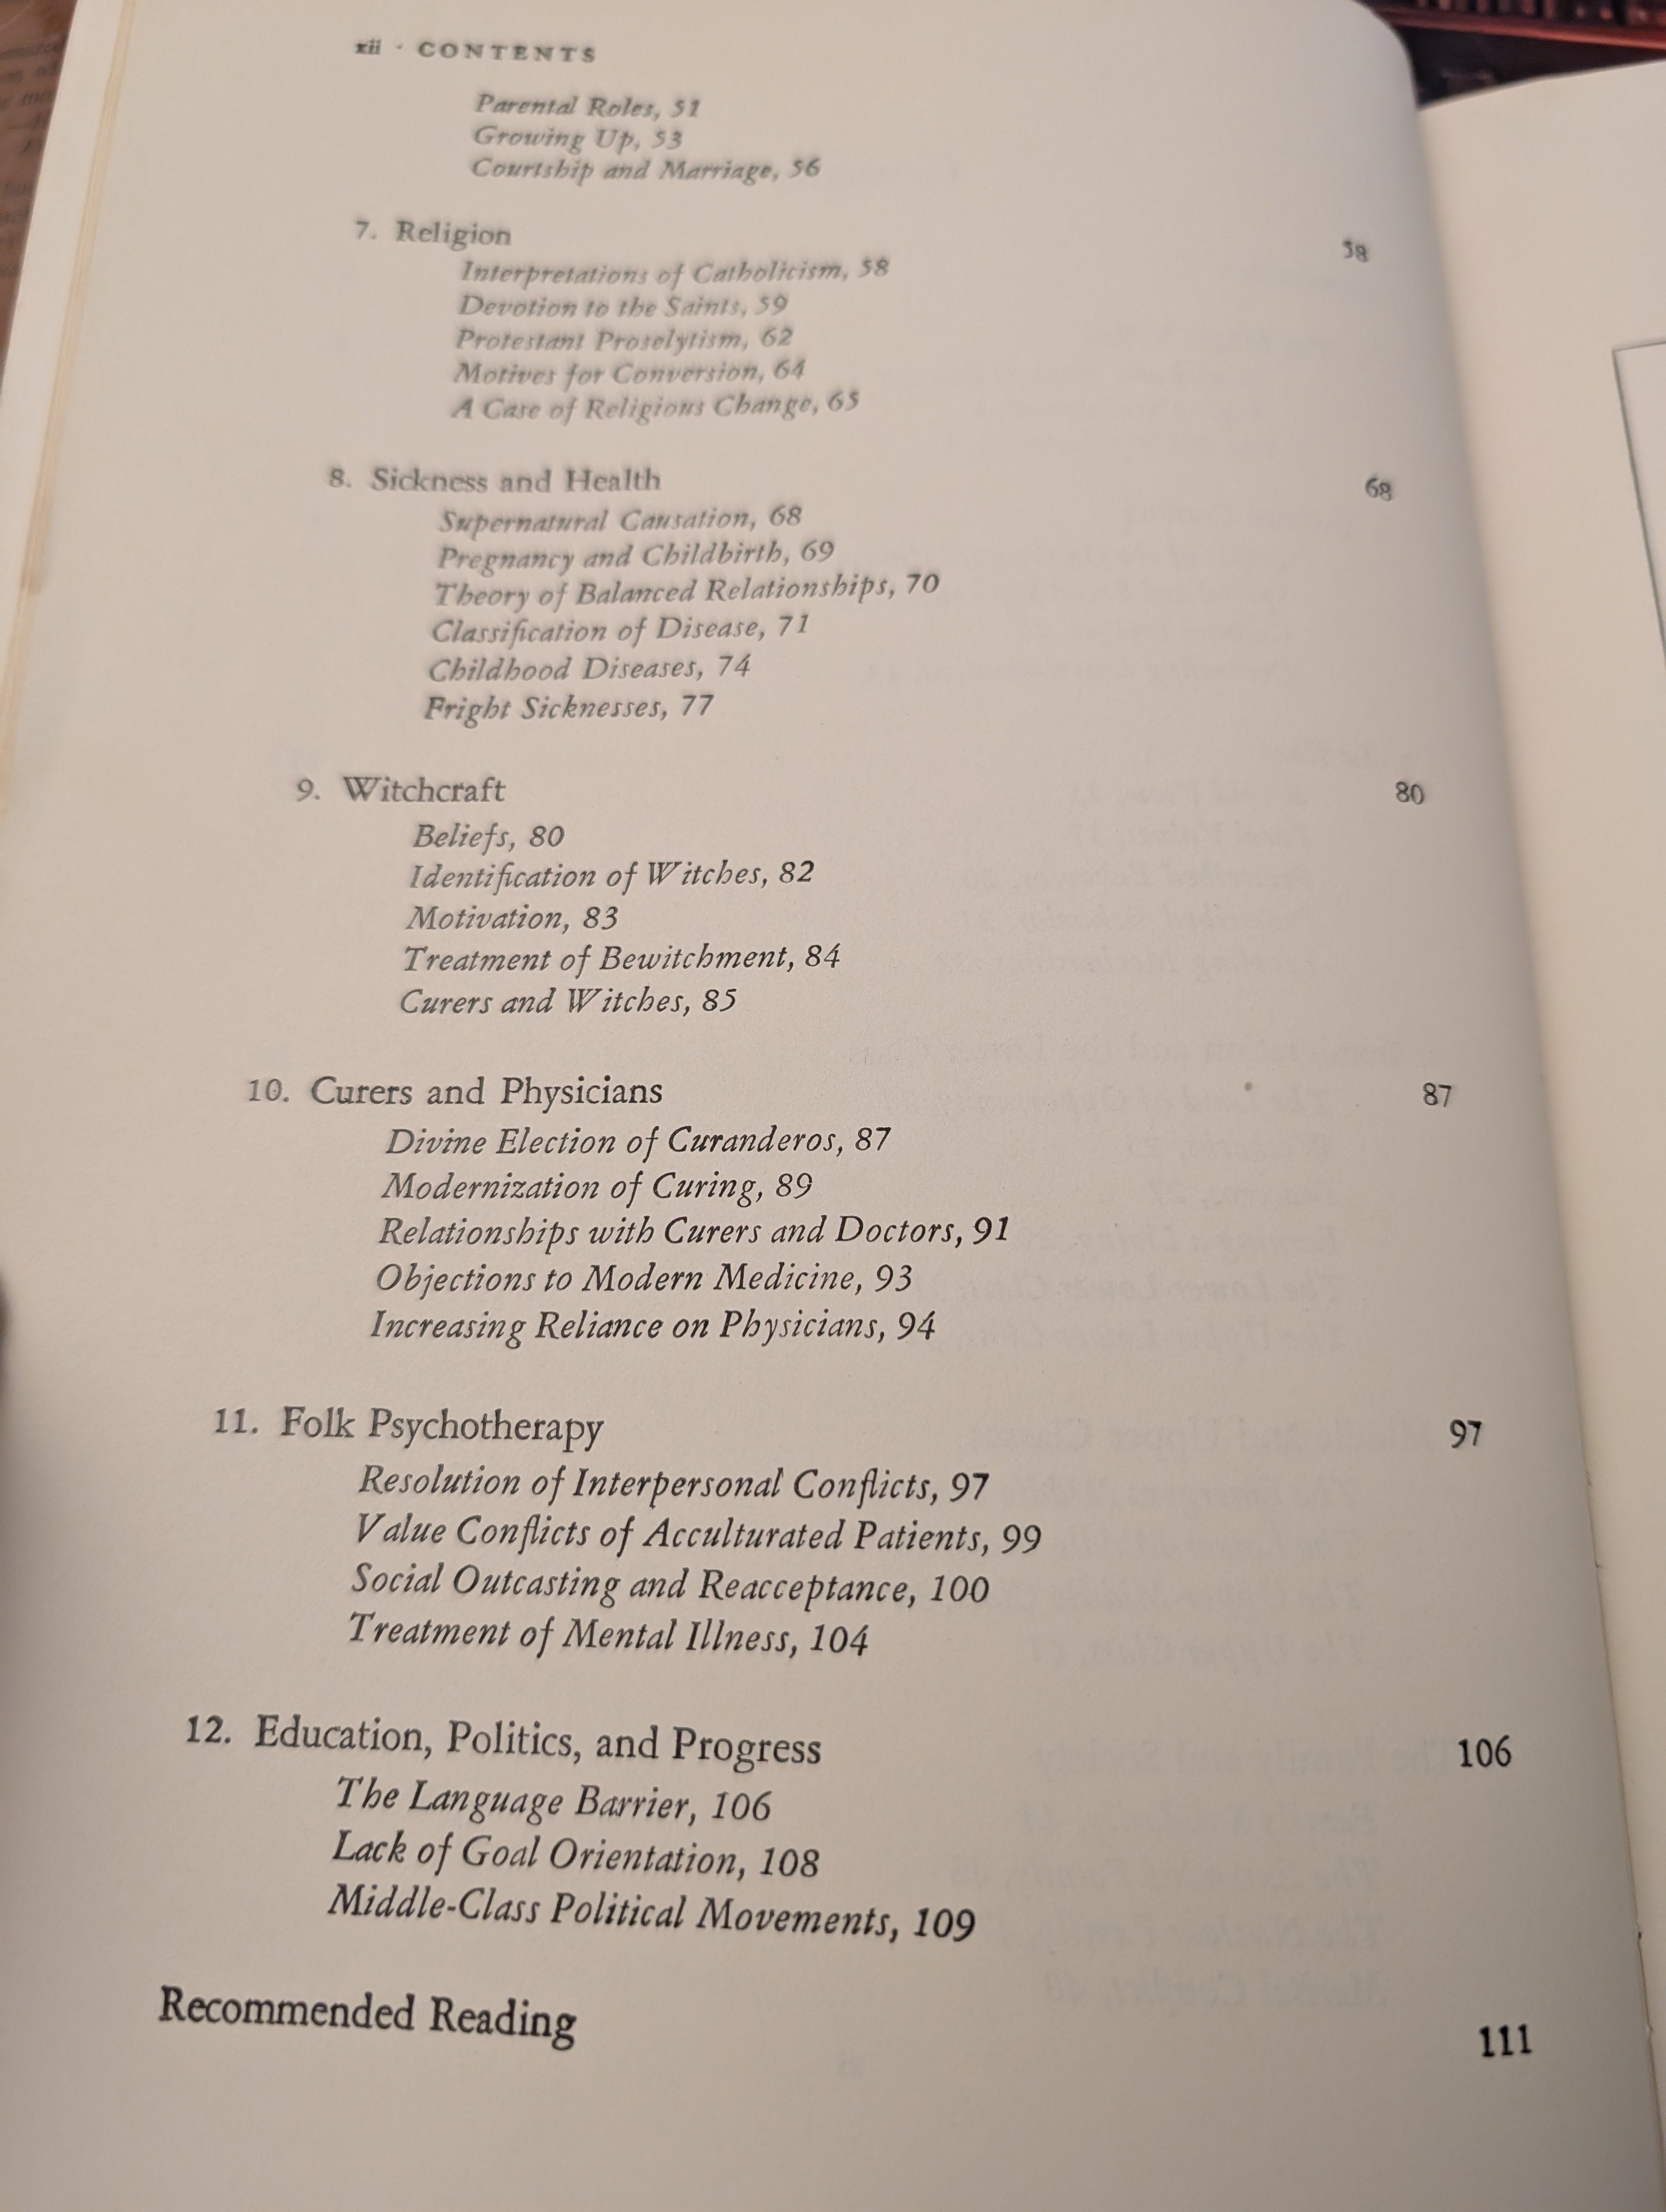 xii · CONTENTS
Parental Roles, 51
Growing Up, 53
Courtship and Marriage, 56
7. Religion 58
Interpretations of Catholicism, 58
Devotion to the Saints, 59
Protestant Proselytism, 62
Motives for Conversion, 64
A Case of Religious Change, 65
8. Sickness and Health 68
Supernatural Causation, 68
Pregnancy and Childbirth, 69
Theory of Balanced Relationships, 70
Classification of Disease, 71
Childhood Diseases, 74
Fright Sicknesses, 77
9. Witchcraft 80
Beliefs, 80
Identification of Witches, 82
Motivation, 83
Treatment of Bewitchment, 84
Curers and Witches, 85
10. Curers and Physicians 87
Divine Election of Curanderos, 87
Modernization of Curing, 89
Relationships with Curers and Doctors, 91
Objections to Modern Medicine, 93
Increasing Reliance on Physicians, 94
11. Folk Psychotherapy 97
Resolution of Interpersonal Conflicts, 97
Value Conflicts of Acculturated Patients, 99
Social Outcasting and Reacceptance, 100
Treatment of Mental Illness, 104
12. Education, Politics, and Progress 106
The Language Barrier, 106
Lack of Goal Orientation, 108
Middle-Class Political Movements, 109
Recommended Reading 111